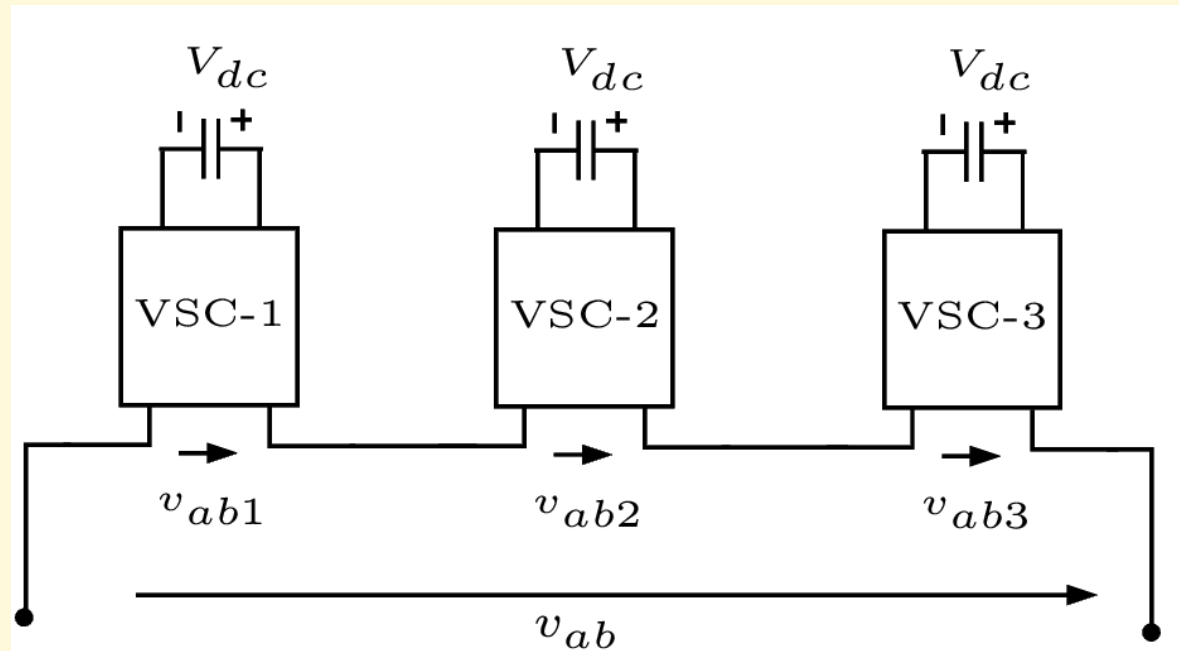 V_dc V_dc V_dc
- + - + - +
VSC-1 VSC-2 VSC-3
v_ab1 v_ab2 v_ab3
v_ab